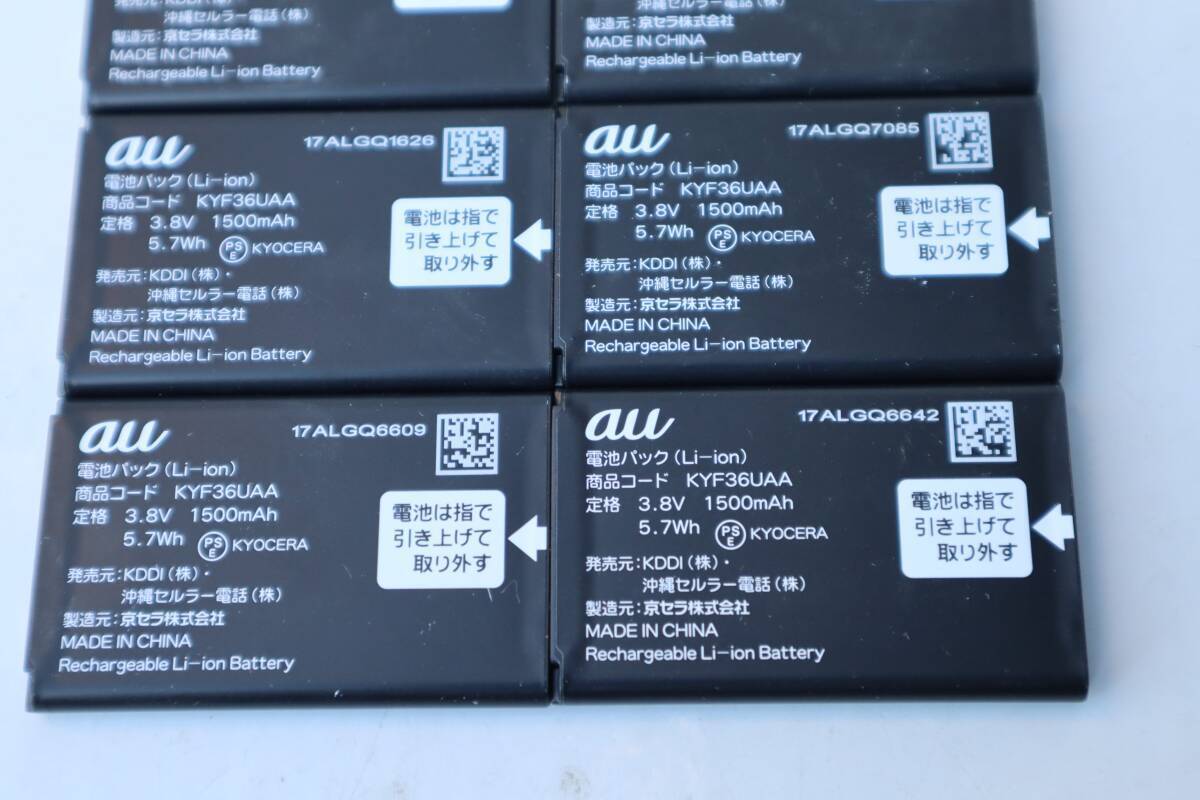 発売元:KDDI(株)・
沖縄セルラー電話(株)
製造元:京セラ株式会社
MADE IN CHINA
Rechargeable Li-ion Battery
沖縄セルラー電話(株)
製造元:京セラ株式会社
MADE IN CHINA
Rechargeable Li-ion Battery
au
17ALGQ1626
電池パック(Li-ion)
商品コード KYF36UAA
定格 3.8V 1500mAh
5.7Wh PSE KYOCERA
発売元:KDDI(株)・
沖縄セルラー電話(株)
製造元:京セラ株式会社
MADE IN CHINA
Rechargeable Li-ion Battery
電池は指で
引き上げて
取り外す
au
17ALGQ7085
電池パック(Li-ion)
商品コード KYF36UAA
定格 3.8V 1500mAh
5.7Wh PSE KYOCERA
発売元:KDDI(株)・
沖縄セルラー電話(株)
製造元:京セラ株式会社
MADE IN CHINA
Rechargeable Li-ion Battery
電池は指で
引き上げて
取り外す
au
17ALGQ6609
電池パック(Li-ion)
商品コード KYF36UAA
定格 3.8V 1500mAh
5.7Wh PSE KYOCERA
発売元:KDDI(株)・
沖縄セルラー電話(株)
製造元:京セラ株式会社
MADE IN CHINA
Rechargeable Li-ion Battery
電池は指で
引き上げて
取り外す
au
17ALGQ6642
電池パック(Li-ion)
商品コード KYF36UAA
定格 3.8V 1500mAh
5.7Wh PSE KYOCERA
発売元:KDDI(株)・
沖縄セルラー電話(株)
製造元:京セラ株式会社
MADE IN CHINA
Rechargeable Li-ion Battery
電池は指で
引き上げて
取り外す